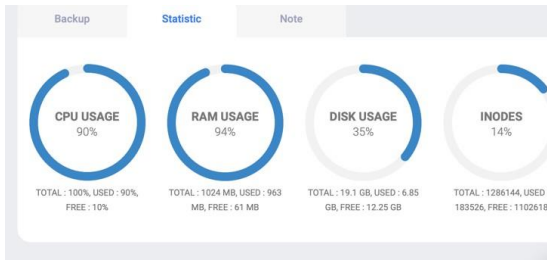 Backup Statistic Note
CPU USAGE
90%
TOTAL : 100%, USED : 90%,
FREE : 10%
RAM USAGE
94%
TOTAL : 1024 MB, USED : 963
MB, FREE : 61 MB
DISK USAGE
35%
TOTAL : 19.1 GB, USED : 6.85
GB, FREE : 12.25 GB
INODES
14%
TOTAL : 1286144, USED
183526, FREE : 1102618